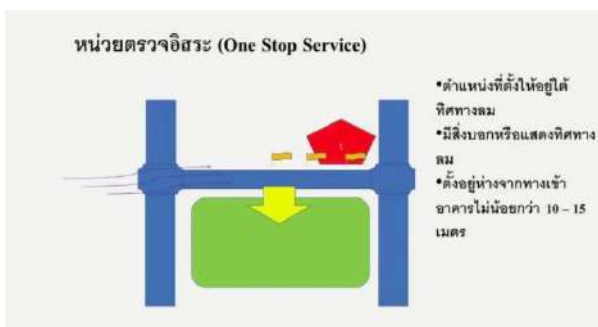 หน่วยตรวจอิสระ (One Stop Service)
•ตำแหน่งที่ตั้งให้อยู่ใต้
ทิศทางลม
•มีสิ่งบอกหรือแสดงทิศทาง
ลม
•ตั้งอยู่ห่างจากทางเข้า
อาคารไม่น้อยกว่า 10 – 15
เมตร